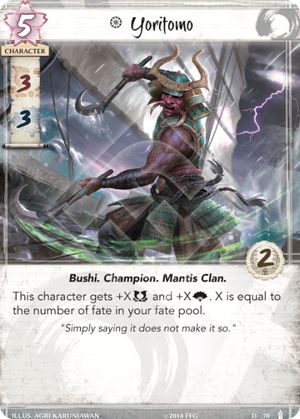 5
Yoritomo
CHARACTER
3
3
2
Bushi. Champion. Mantis Clan.
This character gets +X and +X. X is equal to
the number of fate in your fate pool.
"Simply saying it does not make it so."
ILLUS. AGRI KARUNIAWAN
© 2018 FFG
D 78